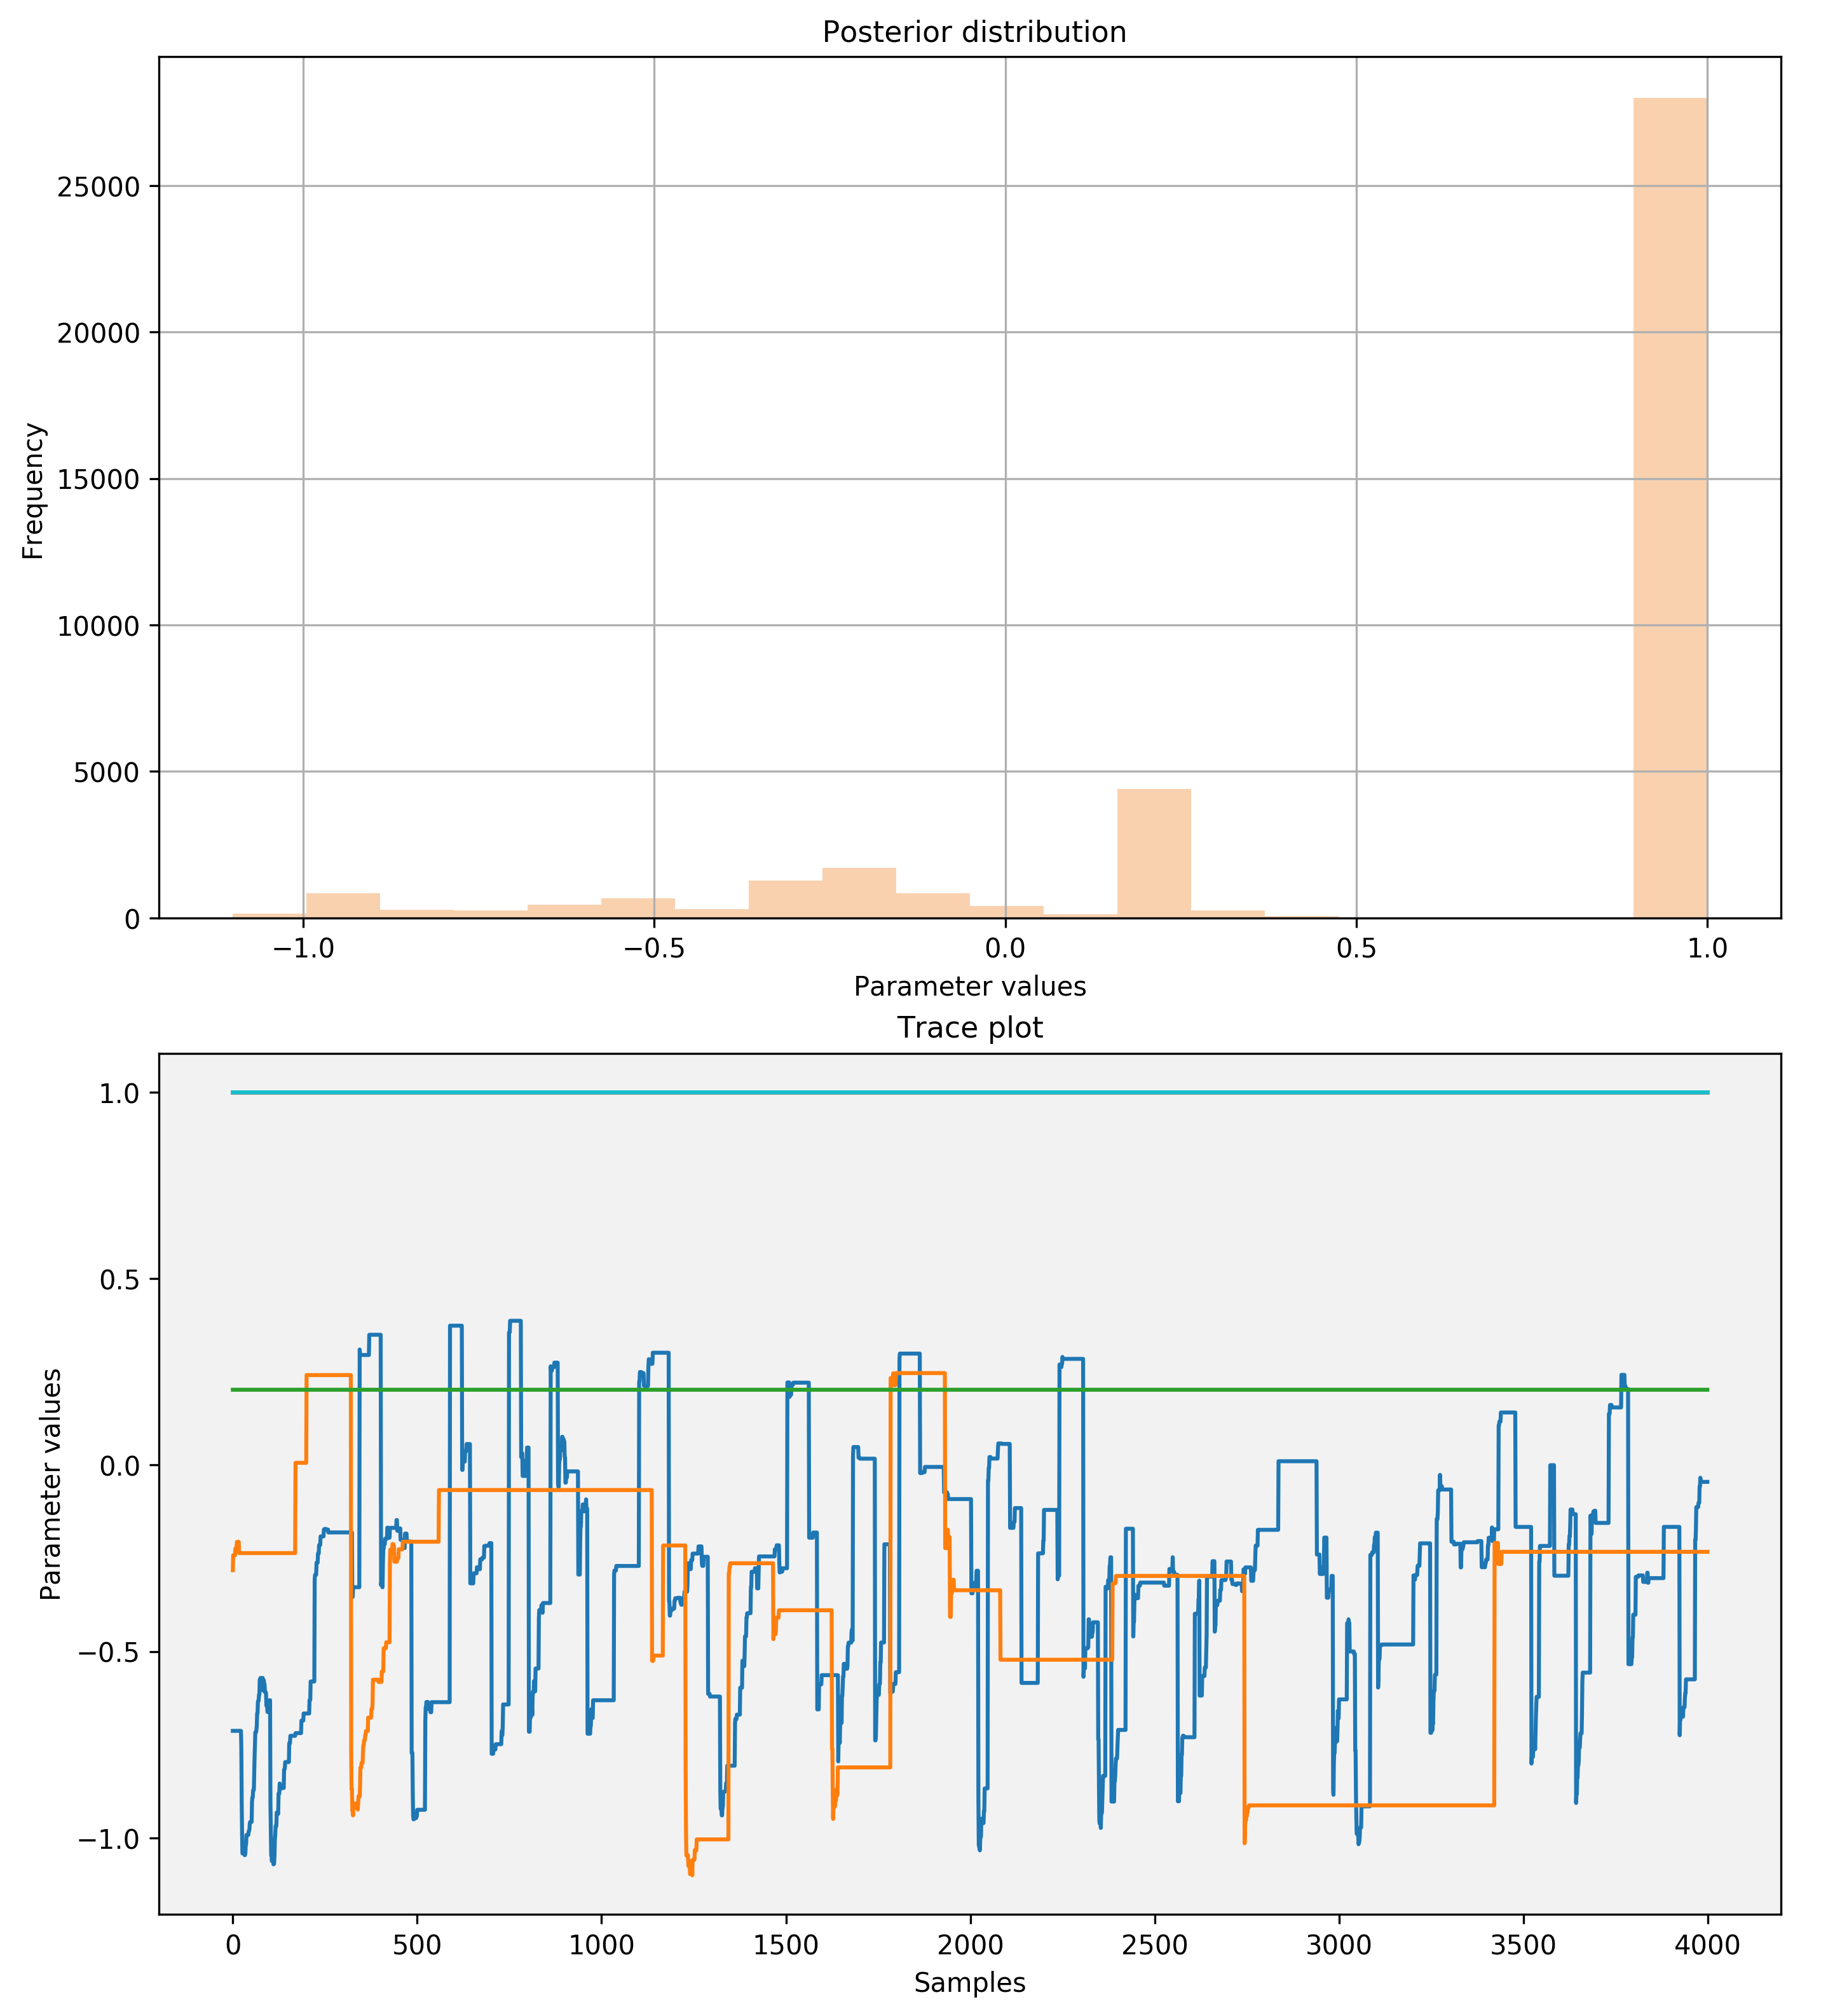 Posterior distribution
Frequency
25000
20000
15000
10000
5000
0
−1.0 −0.5 0.0 0.5 1.0
Parameter values
Trace plot
Parameter values
1.0
0.5
0.0
−0.5
−1.0
0 500 1000 1500 2000 2500 3000 3500 4000
Samples